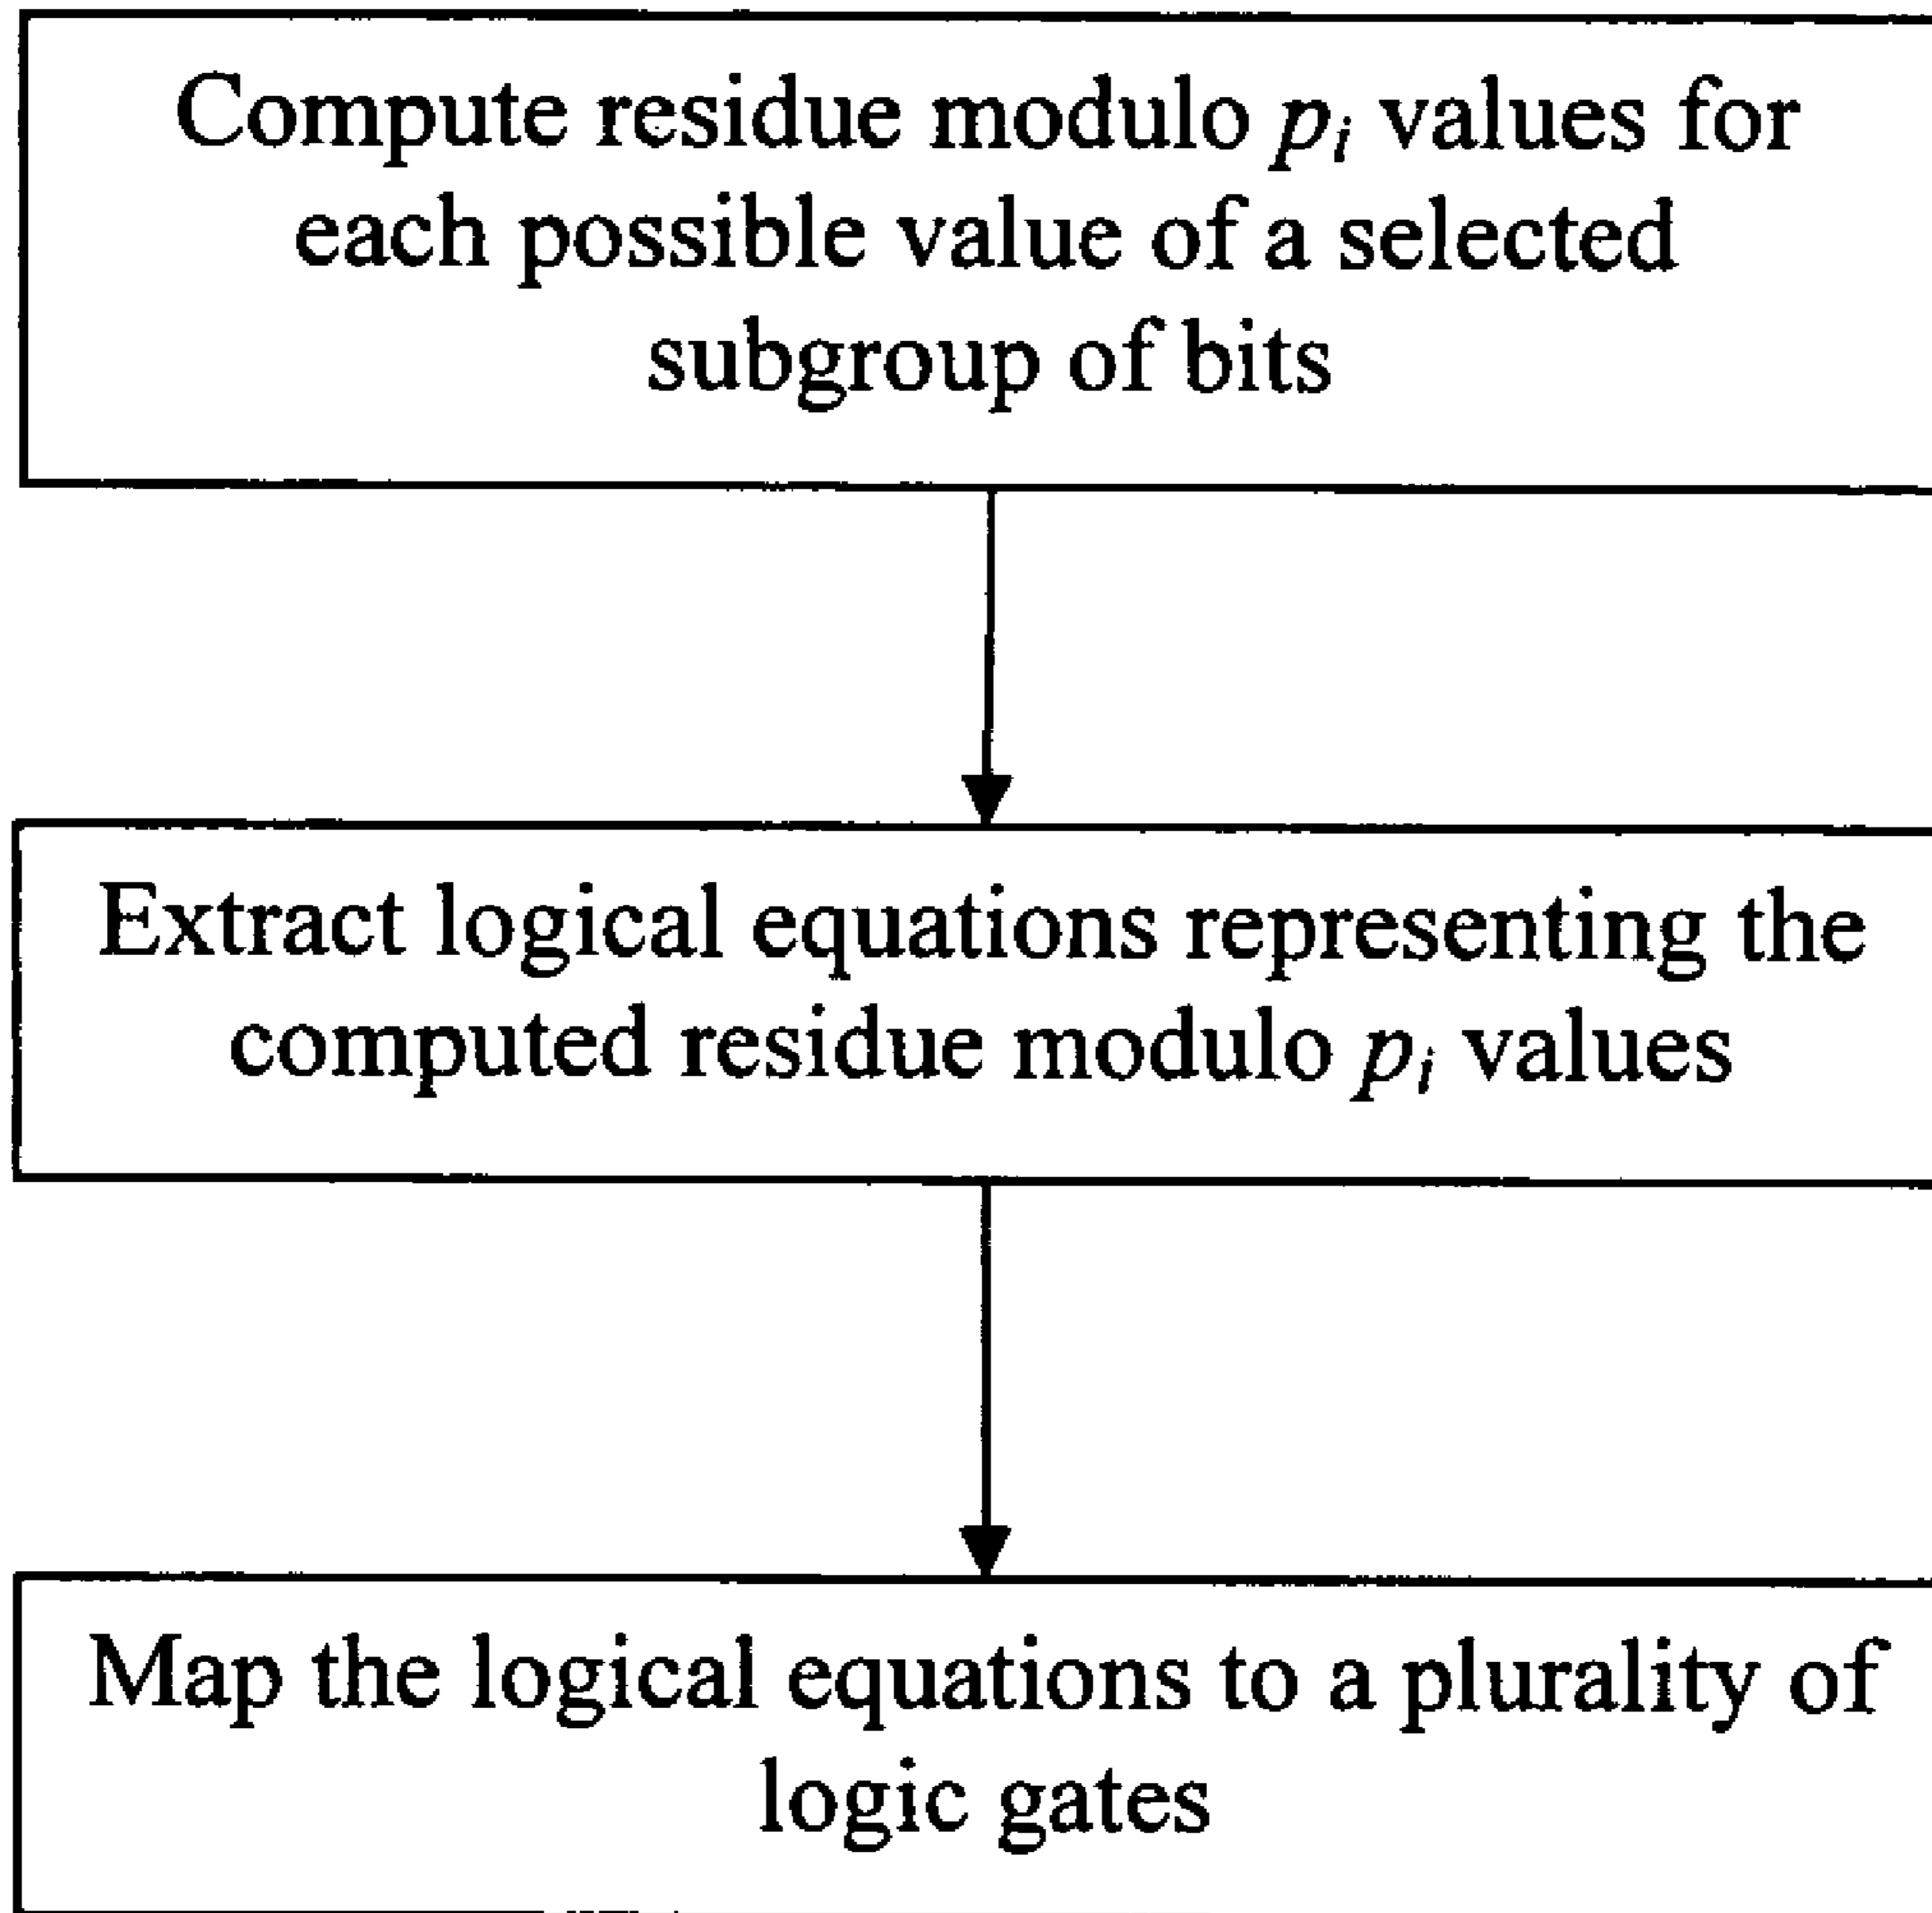 Compute residue modulo pᵢ values for
each possible value of a selected
subgroup of bits
Extract logical equations representing the
computed residue modulo pᵢ values
Map the logical equations to a plurality of
logic gates